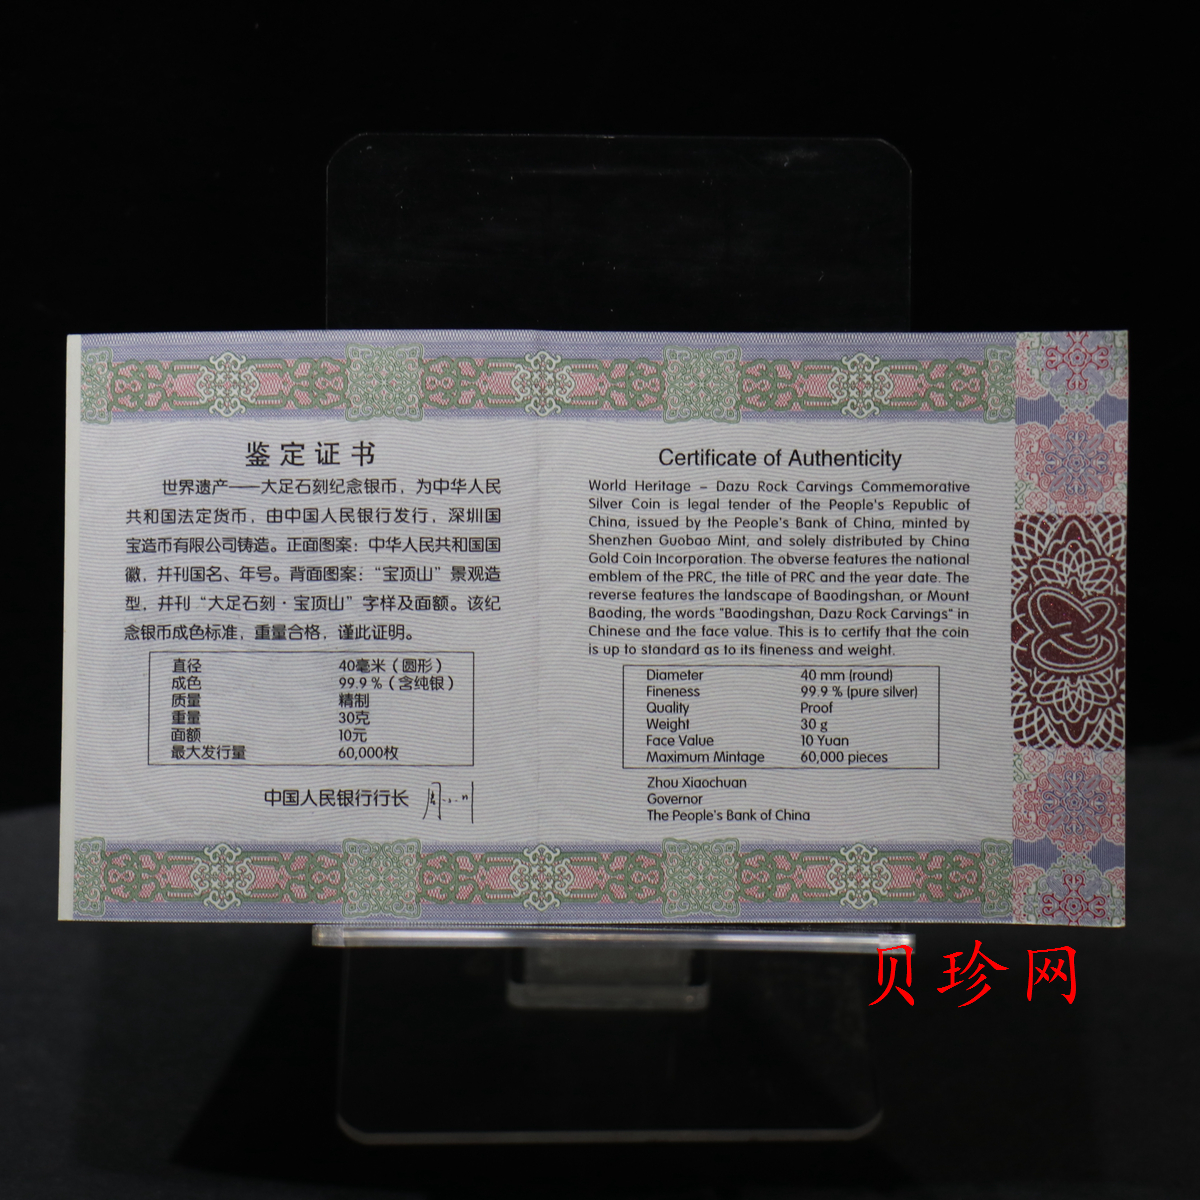 鉴定证书
世界遗产——大足石刻纪念银币，为中华人民
共和国法定货币，由中国人民银行发行，深圳国
宝造币有限公司铸造。正面图案：中华人民共和国国
徽，并刊国名、年号。背面图案：“宝顶山”景观造
型，并刊“大足石刻·宝顶山”字样及面额。该纪
念银币成色标准，重量合格，谨此证明。
直径 40毫米（圆形）
成色 99.9%（含纯银）
质量 精制
重量 30克
面额 10元
最大发行量 60,000枚
中国人民银行行长
Certificate of Authenticity
World Heritage – Dazu Rock Carvings Commemorative
Silver Coin is legal tender of the People's Republic of
China, issued by the People's Bank of China, minted by
Shenzhen Guobao Mint, and solely distributed by China
Gold Coin Incorporation. The obverse features the national
emblem of the PRC, the title of PRC and the year date. The
reverse features the landscape of Baodingshan, or Mount
Baoding, the words "Baodingshan, Dazu Rock Carvings" in
Chinese and the face value. This is to certify that the coin
is up to standard as to its fineness and weight.
Diameter 40 mm (round)
Fineness 99.9 % (pure silver)
Quality Proof
Weight 30 g
Face Value 10 Yuan
Maximum Mintage 60,000 pieces
Zhou Xiaochuan
Governor
The People's Bank of China
贝珍网